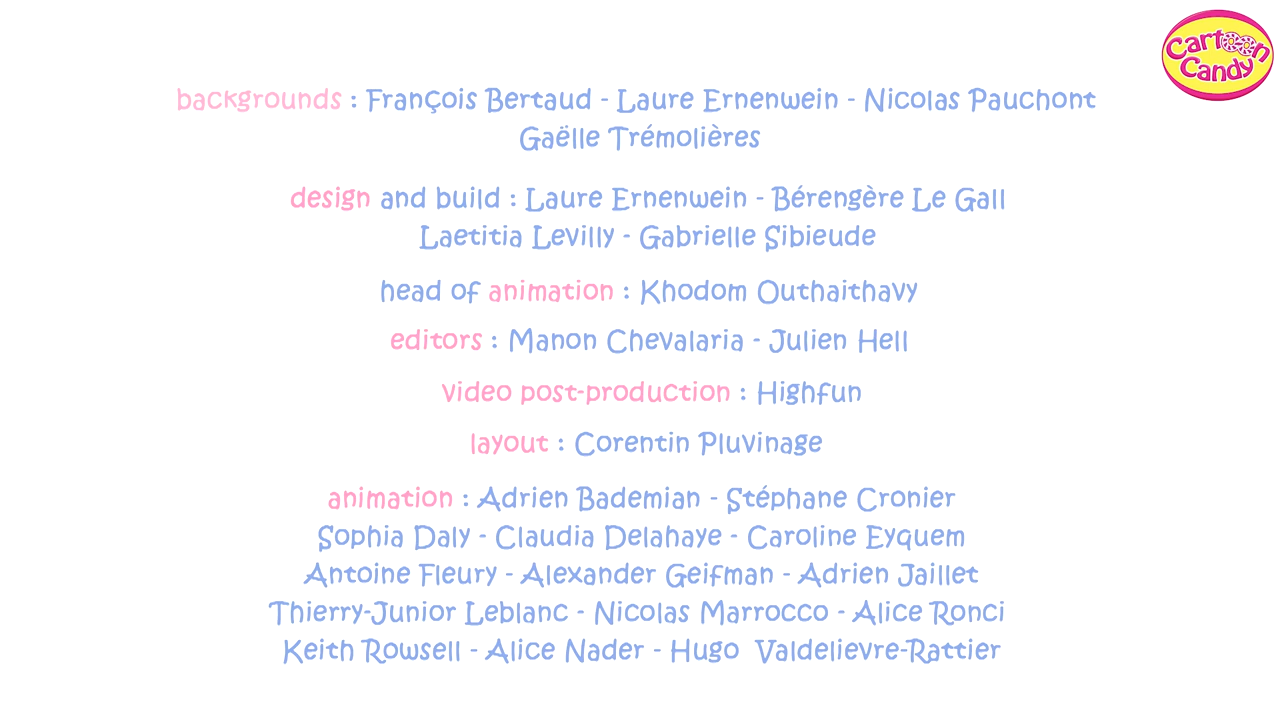 Cartoon
Candy
backgrounds : François Bertaud - Laure Ernenwein - Nicolas Pauchont
Gaëlle Trémolières
design and build : Laure Ernenwein - Bérengère Le Gall
Laetitia Levilly - Gabrielle Sibieude
head of animation : Khodom Outhaithavy
editors : Manon Chevalaria - Julien Hell
video post-production : Highfun
layout : Corentin Pluvinage
animation : Adrien Bademian - Stéphane Cronier
Sophia Daly - Claudia Delahaye - Caroline Eyquem
Antoine Fleury - Alexander Geifman - Adrien Jaillet
Thierry-Junior Leblanc - Nicolas Marrocco - Alice Ronci
Keith Rowsell - Alice Nader - Hugo  Valdelievre-Rattier